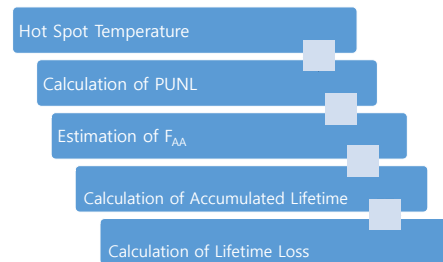 Hot Spot Temperature
Calculation of PUNL
Estimation of FAA
Calculation of Accumulated Lifetime
Calculation of Lifetime Loss